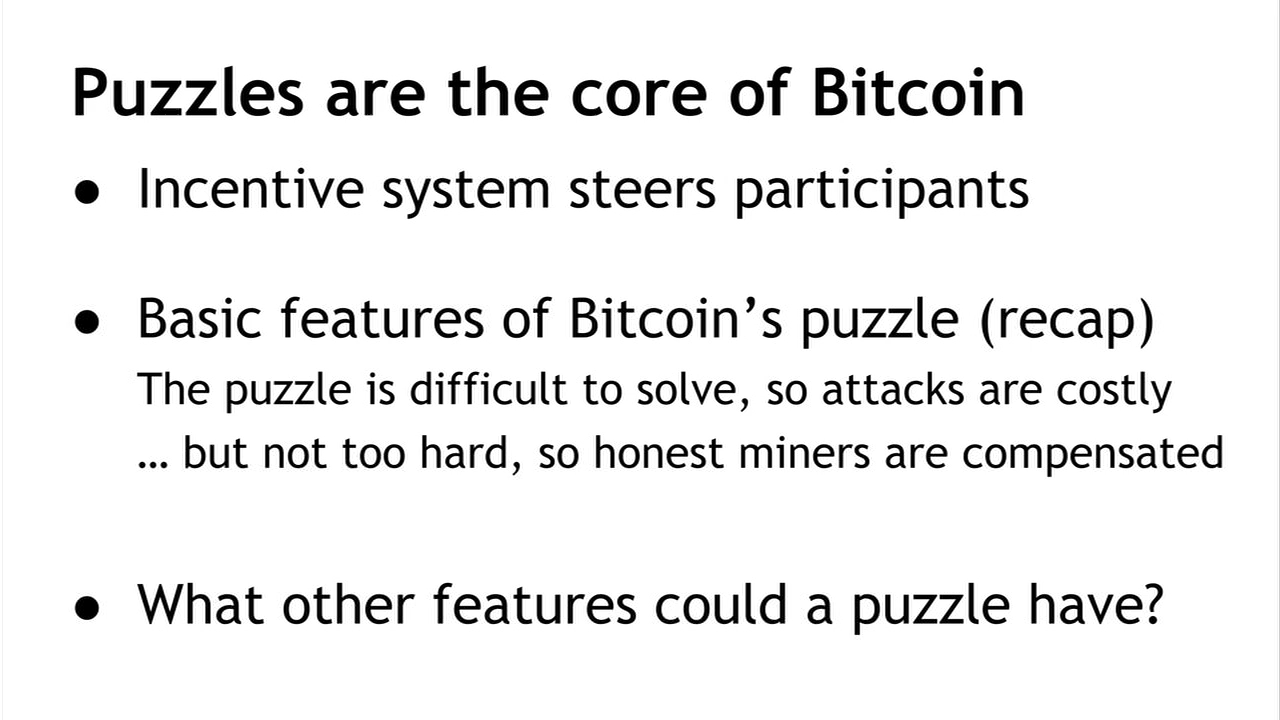 Puzzles are the core of Bitcoin
● Incentive system steers participants
● Basic features of Bitcoin’s puzzle (recap)
The puzzle is difficult to solve, so attacks are costly
… but not too hard, so honest miners are compensated
● What other features could a puzzle have?